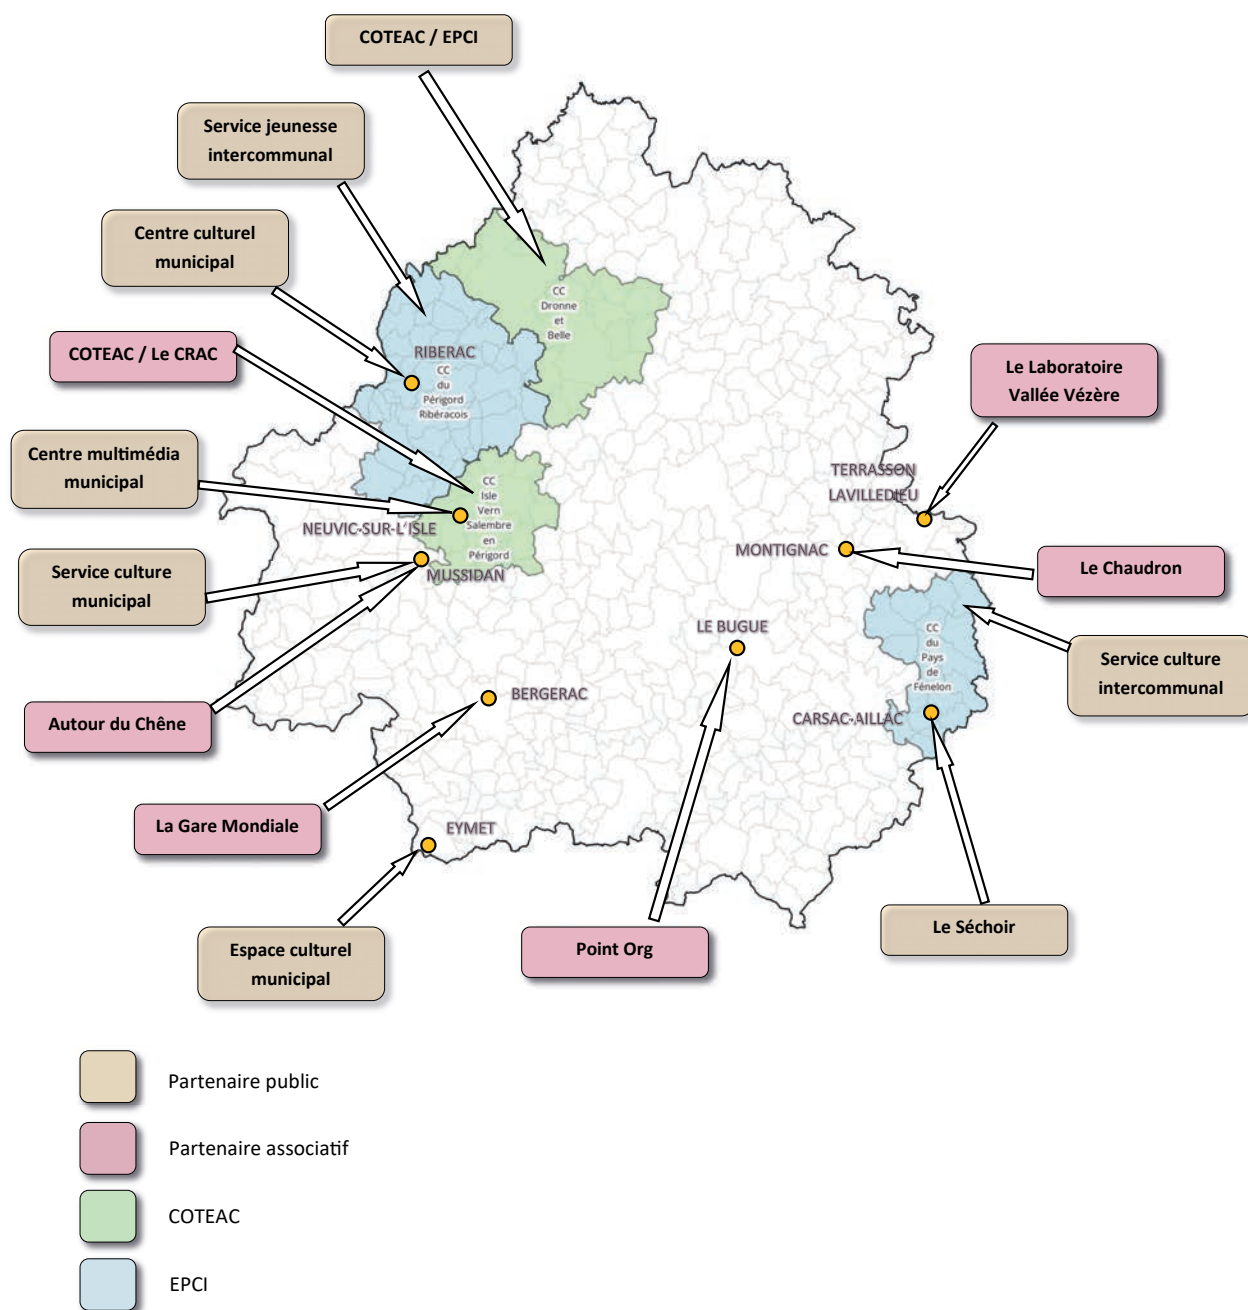 COTEAC / EPCI
Service jeunesse
intercommunal
Centre culturel
municipal
COTEAC / Le CRAC
Centre multimédia
municipal
Service culture
municipal
Autour du Chêne
La Gare Mondiale
Espace culturel
municipal
Point Org
Le Séchoir
Service culture
intercommunal
Le Chaudron
Le Laboratoire
Vallée Vézère
CC
Dronne
et
Belle
RIBERAC
CC
du
Périgord
Ribéracois
CC
Isle
Vern
Salembre
en
Périgord
NEUVIC-SUR-L'ISLE
MUSSIDAN
TERRASSON
LAVILLEDIEU
MONTIGNAC
LE BUGUE
CC
du
Pays
de
Fénelon
CARSAC-AILLAC
BERGERAC
EYMET
Partenaire public
Partenaire associatif
COTEAC
EPCI